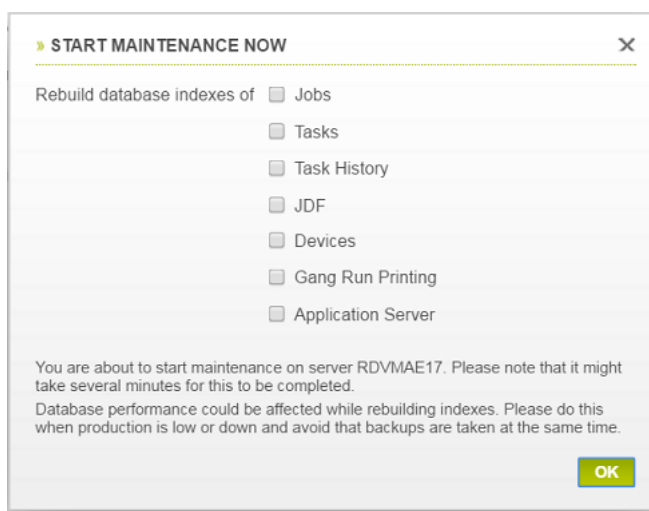 » START MAINTENANCE NOW
Rebuild database indexes of Jobs
Tasks
Task History
JDF
Devices
Gang Run Printing
Application Server
You are about to start maintenance on server RDVMAE17. Please note that it might
take several minutes for this to be completed.
Database performance could be affected while rebuilding indexes. Please do this
when production is low or down and avoid that backups are taken at the same time.
OK